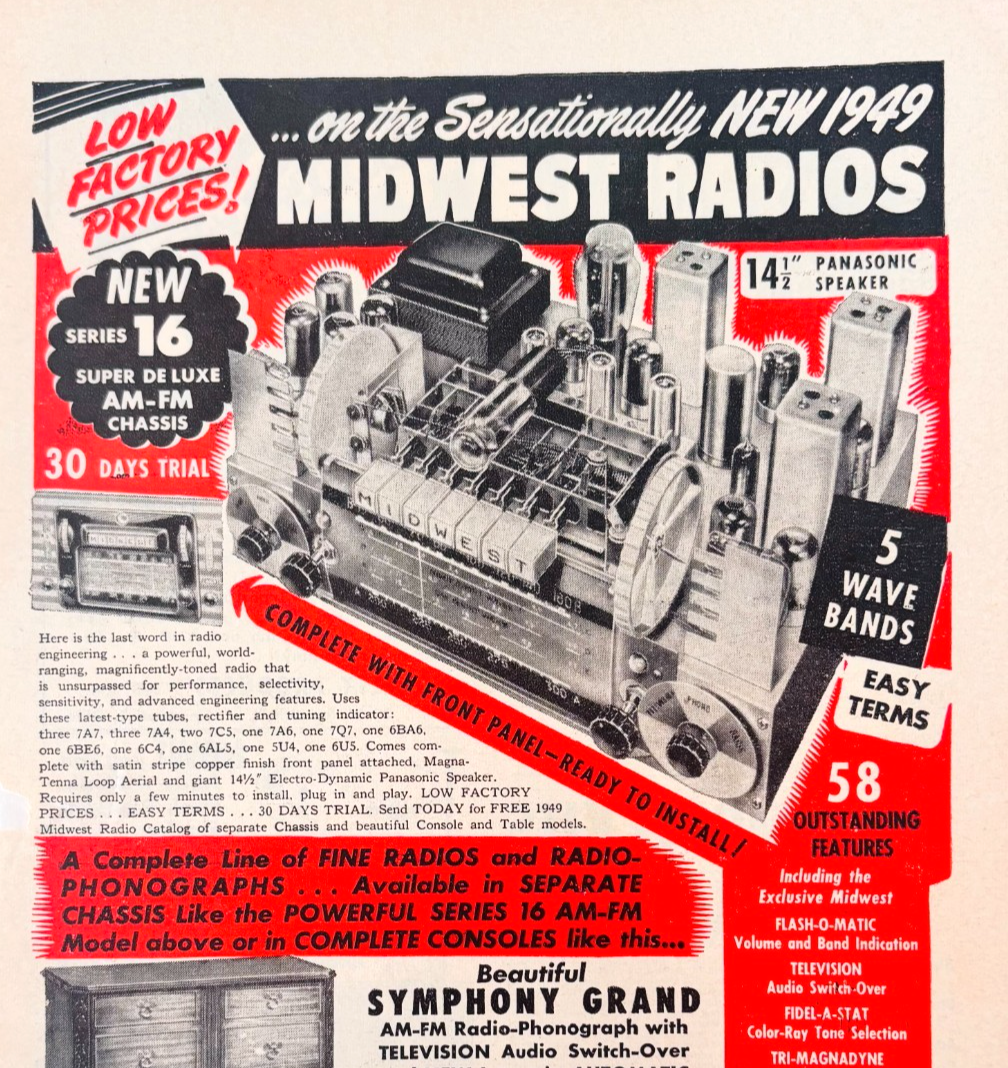 LOW
FACTORY
PRICES!
... on the Sensationally NEW 1949
MIDWEST RADIOS
NEW
SERIES 16
SUPER DE LUXE
AM-FM
CHASSIS
30 DAYS TRIAL
14½" PANASONIC
SPEAKER
MIDWEST
5
WAVE
BANDS
EASY
TERMS
COMPLETE WITH FRONT PANEL—READY TO INSTALL!
Here is the last word in radio
engineering . . . a powerful, world-
ranging, magnificently-toned radio that
is unsurpassed for performance, selectivity,
sensitivity, and advanced engineering features. Uses
these latest-type tubes, rectifier and tuning indicator:
three 7A7, three 7A4, two 7C5, one 7A6, one 7Q7, one 6BA6,
one 6BE6, one 6C4, one 6AL5, one 5U4, one 6U5. Comes com-
plete with satin stripe copper finish front panel attached, Magna-
Tenna Loop Aerial and giant 14½" Electro-Dynamic Panasonic Speaker.
Requires only a few minutes to install, plug in and play. LOW FACTORY
PRICES . . . EASY TERMS . . . 30 DAYS TRIAL. Send TODAY for FREE 1949
Midwest Radio Catalog of separate Chassis and beautiful Console and Table models.
58
OUTSTANDING
FEATURES
Including the
Exclusive Midwest
FLASH-O-MATIC
Volume and Band Indication
TELEVISION
Audio Switch-Over
FIDEL-A-STAT
Color-Ray Tone Selection
TRI-MAGNADYNE
A Complete Line of FINE RADIOS and RADIO-
PHONOGRAPHS . . . Available in SEPARATE
CHASSIS Like the POWERFUL SERIES 16 AM-FM
Model above or in COMPLETE CONSOLES like this...
Beautiful
SYMPHONY GRAND
AM-FM Radio-Phonograph with
TELEVISION Audio Switch-Over